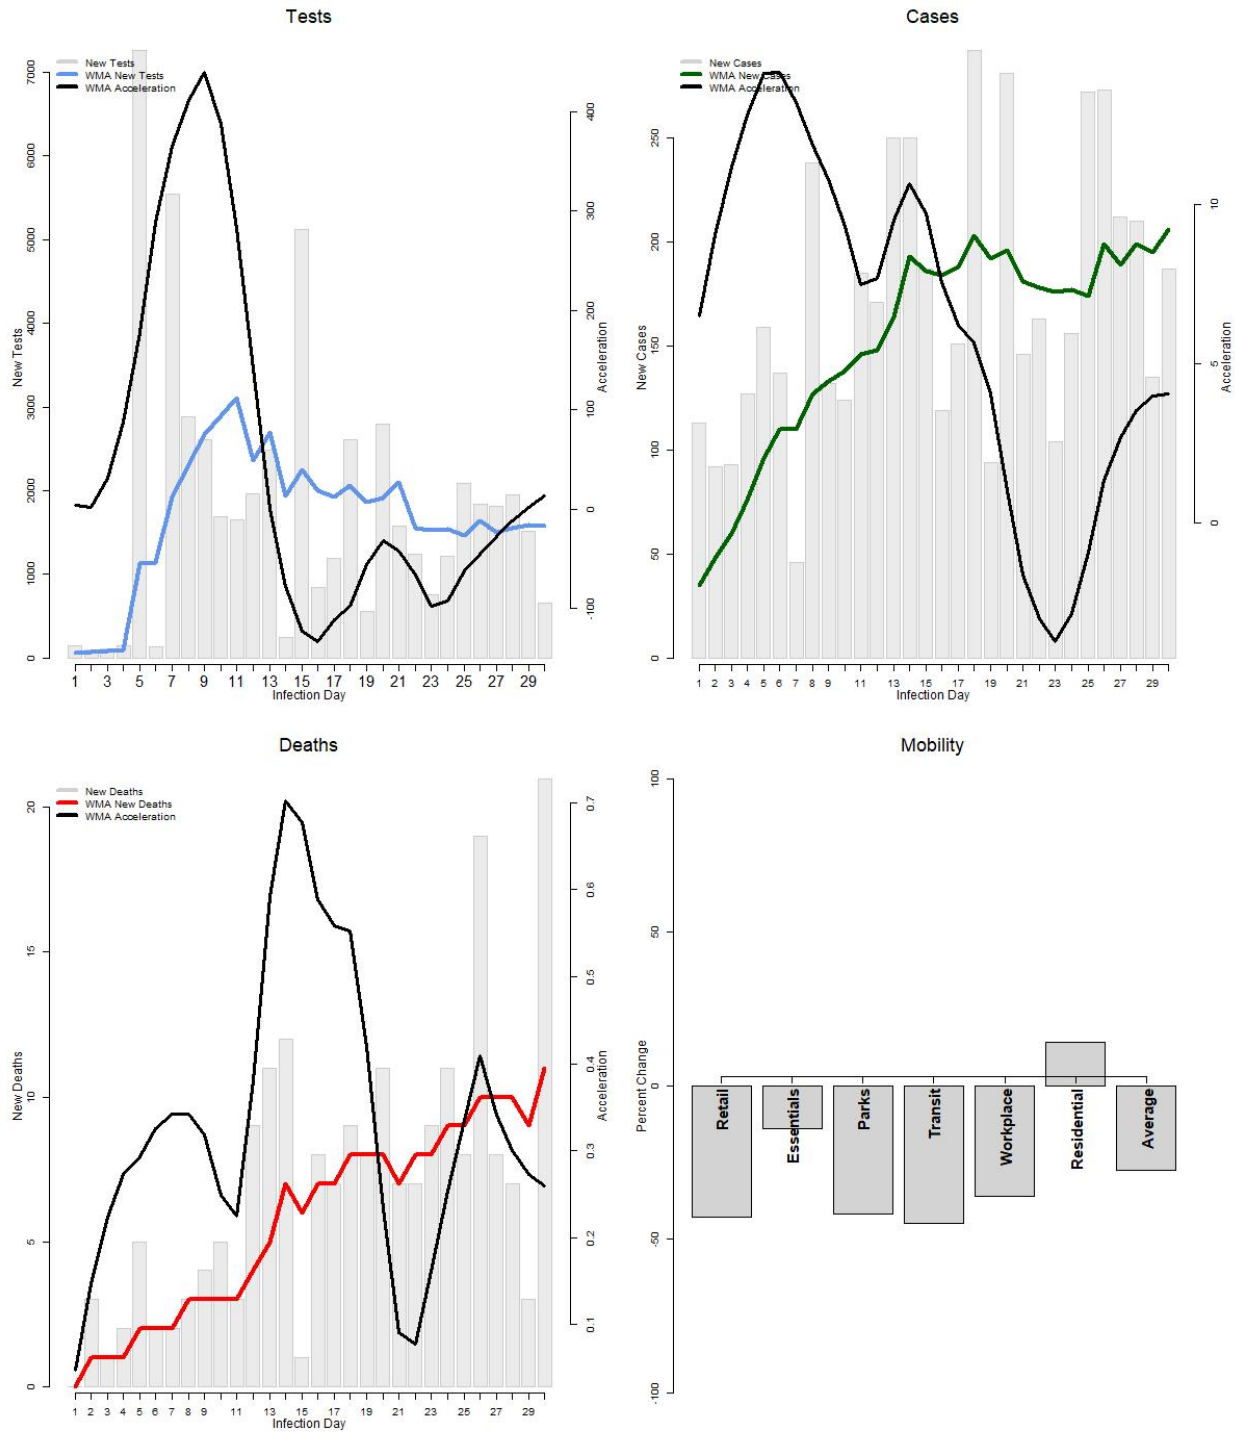 Tests
New Tests
WMA New Tests
WMA Acceleration
New Tests
0 1000 2000 3000 4000 5000 6000 7000
Acceleration
-100 0 100 200 300 400
1 3 5 7 9 11 13 15 17 19 21 23 25 27 29
Infection Day
Cases
New Cases
WMA New Cases
WMA Acceleration
New Cases
0 50 100 150 200 250
Acceleration
0 5 10
1 2 3 4 5 6 7 8 9 11 13 15 17 19 21 23 25 27 29
Infection Day
Deaths
New Deaths
WMA New Deaths
WMA Acceleration
New Deaths
0 5 10 15 20
Acceleration
0.1 0.2 0.3 0.4 0.5 0.6 0.7
1 2 3 4 5 6 7 8 9 11 13 15 17 19 21 23 25 27 29
Infection Day
Mobility
Percent Change
-100 -50 0 50 100
Retail
Essentials
Parks
Transit
Workplace
Residential
Average